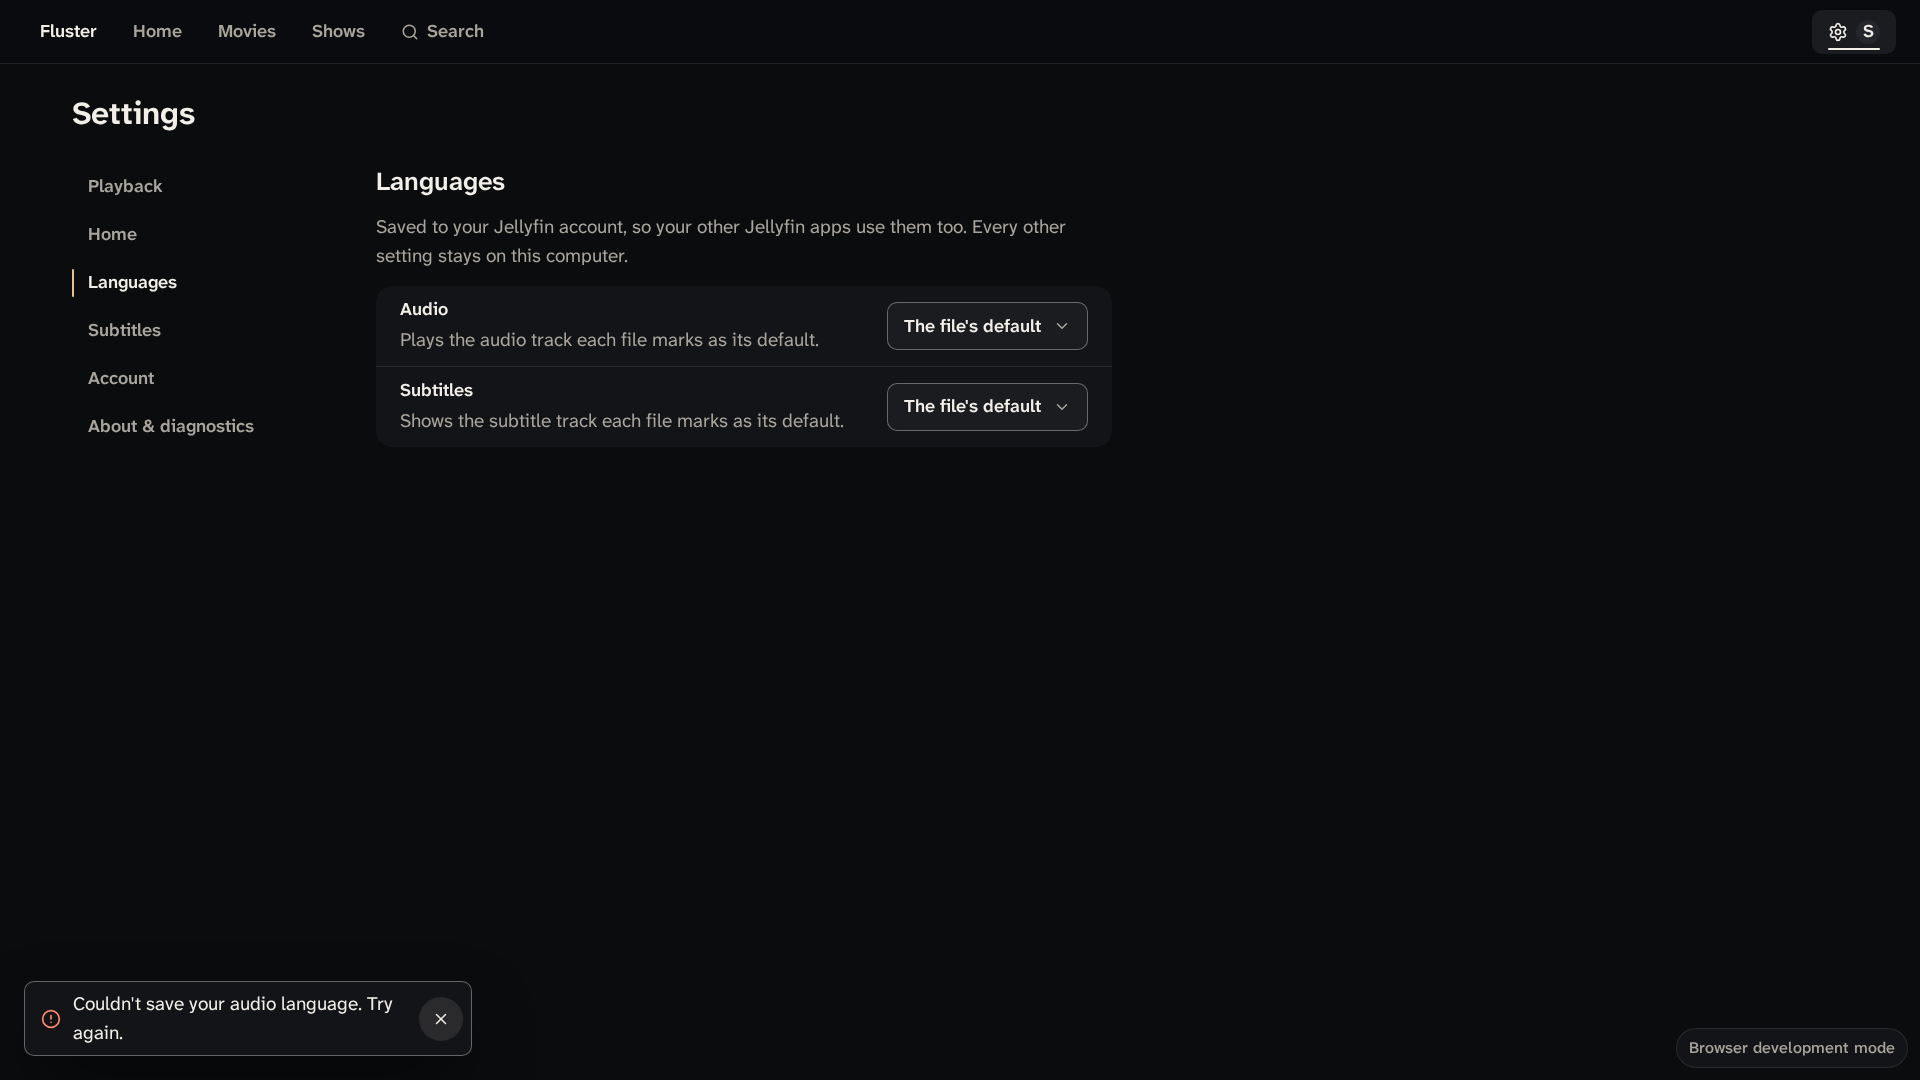 Fluster Home Movies Shows Search S
Settings
Playback
Home
Languages
Subtitles
Account
About & diagnostics
Languages
Saved to your Jellyfin account, so your other Jellyfin apps use them too. Every other
setting stays on this computer.
Audio
Plays the audio track each file marks as its default.
The file's default
Subtitles
Shows the subtitle track each file marks as its default.
The file's default
Couldn't save your audio language. Try
again.
Browser development mode